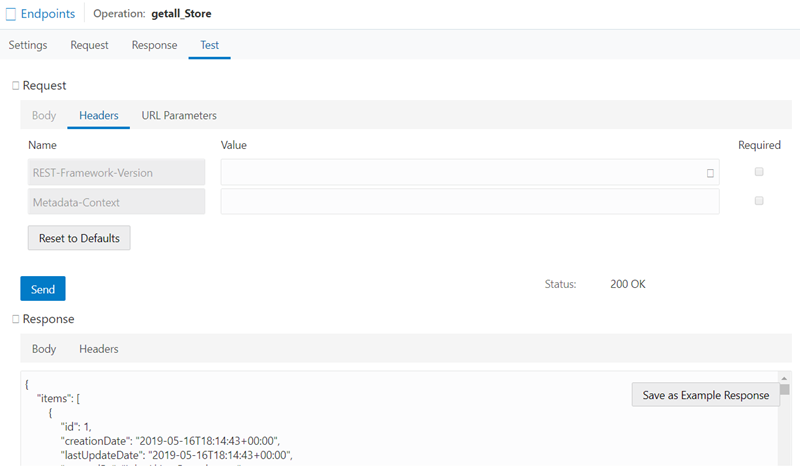 Endpoints Operation: getall_Store
Settings Request Response Test
Request
Body Headers URL Parameters
Name Value Required
REST-Framework-Version
Metadata-Context
Reset to Defaults
Send Status: 200 OK
Response
Body Headers
{
Save as Example Response
"items": [
{
"id": 1,
"creationDate": "2019-05-16T18:14:43+00:00",
"lastUpdateDate": "2019-05-16T18:14:43+00:00",